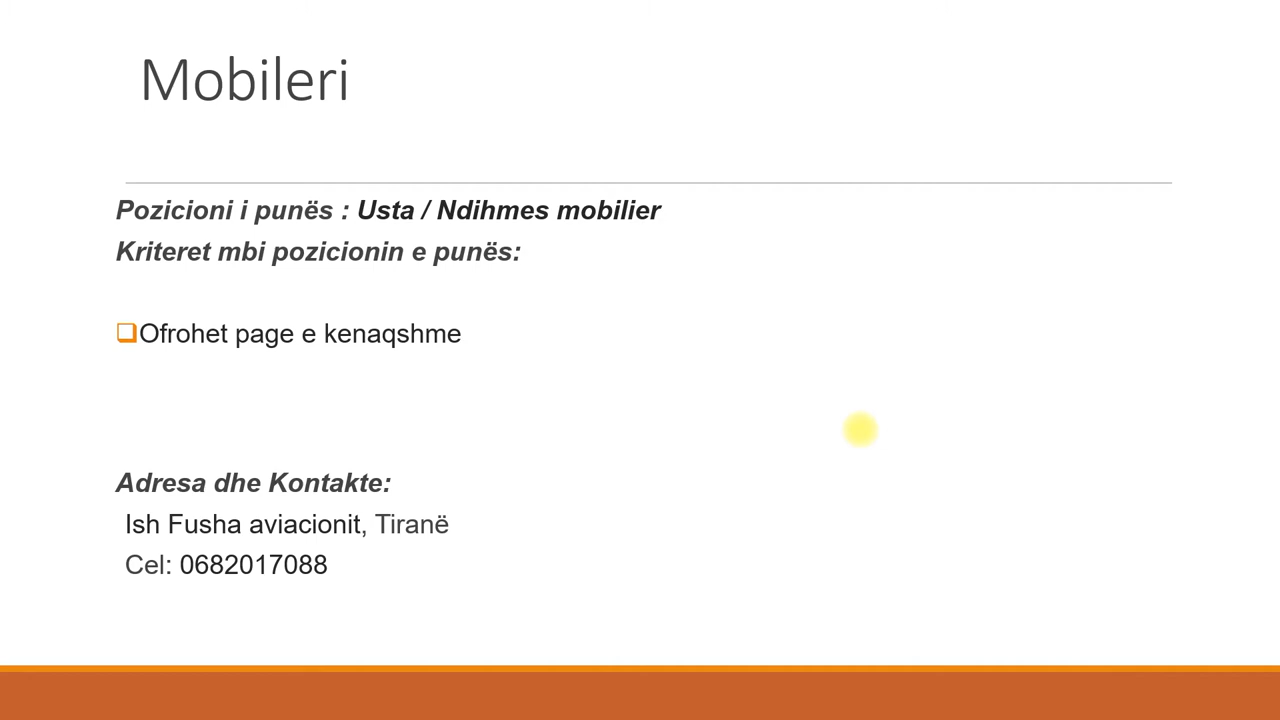 Mobileri
Pozicioni i punës : Usta / Ndihmes mobilier
Kriteret mbi pozicionin e punës:
Ofrohet page e kenaqshme
Adresa dhe Kontakte:
Ish Fusha aviacionit, Tiranë
Cel: 0682017088